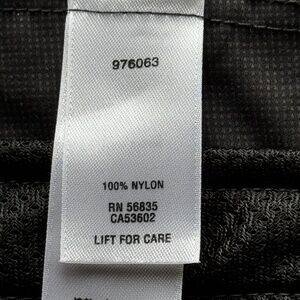 976063
100% NYLON
RN 56835
CA53602
LIFT FOR CARE